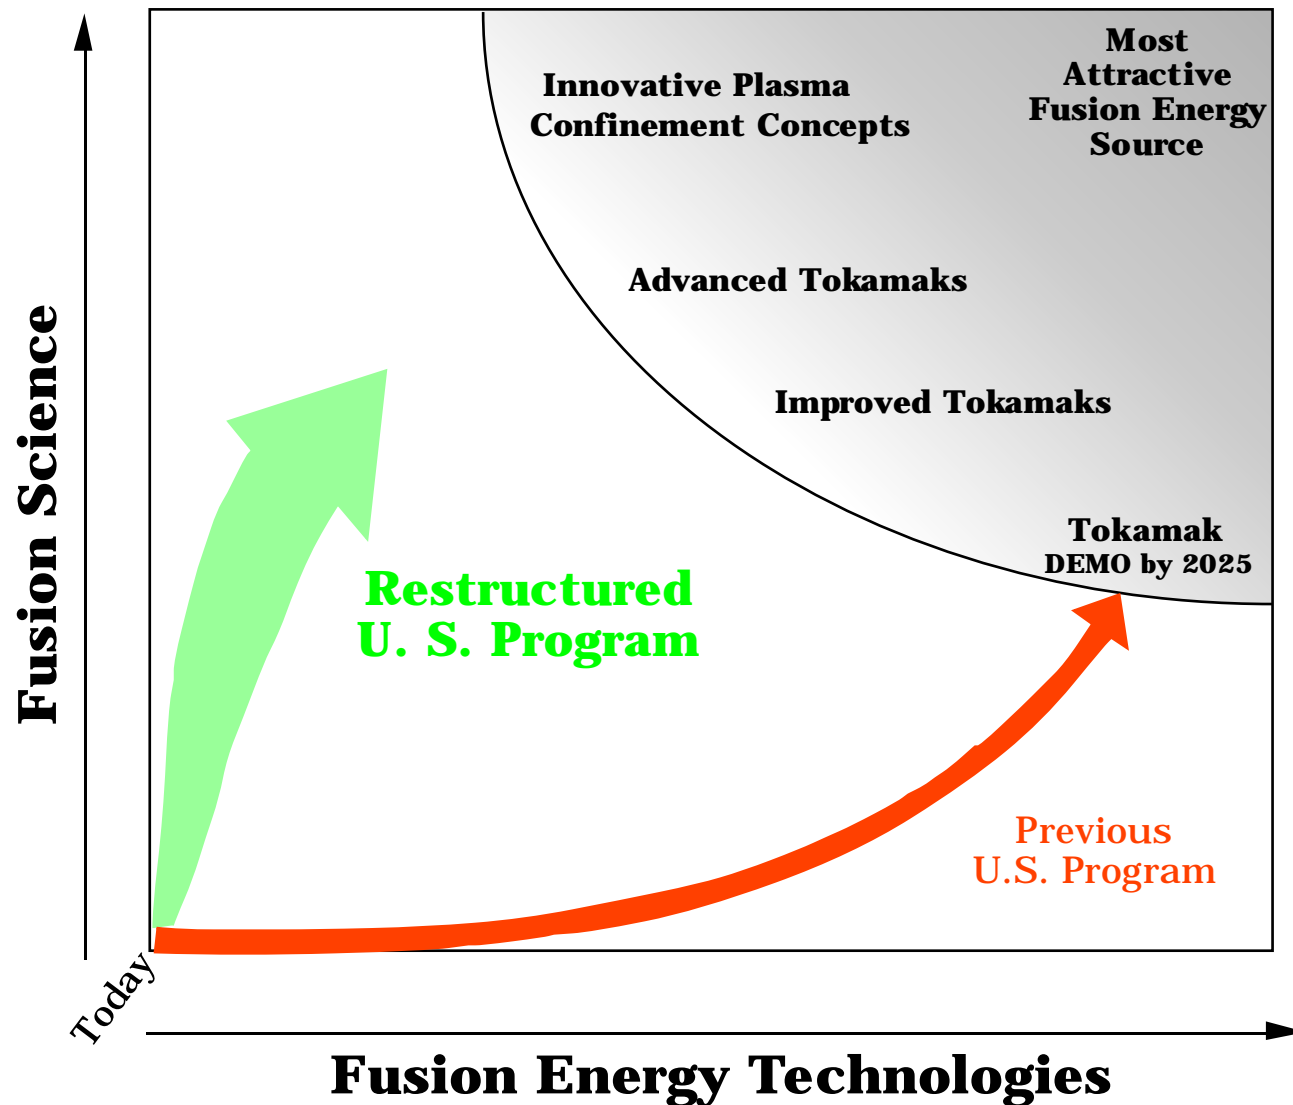 Most
Attractive
Fusion Energy
Source
Innovative Plasma
Confinement Concepts
Advanced Tokamaks
Improved Tokamaks
Tokamak
DEMO by 2025
Fusion Science
Restructured
U. S. Program
Previous
U.S. Program
Today
Fusion Energy Technologies